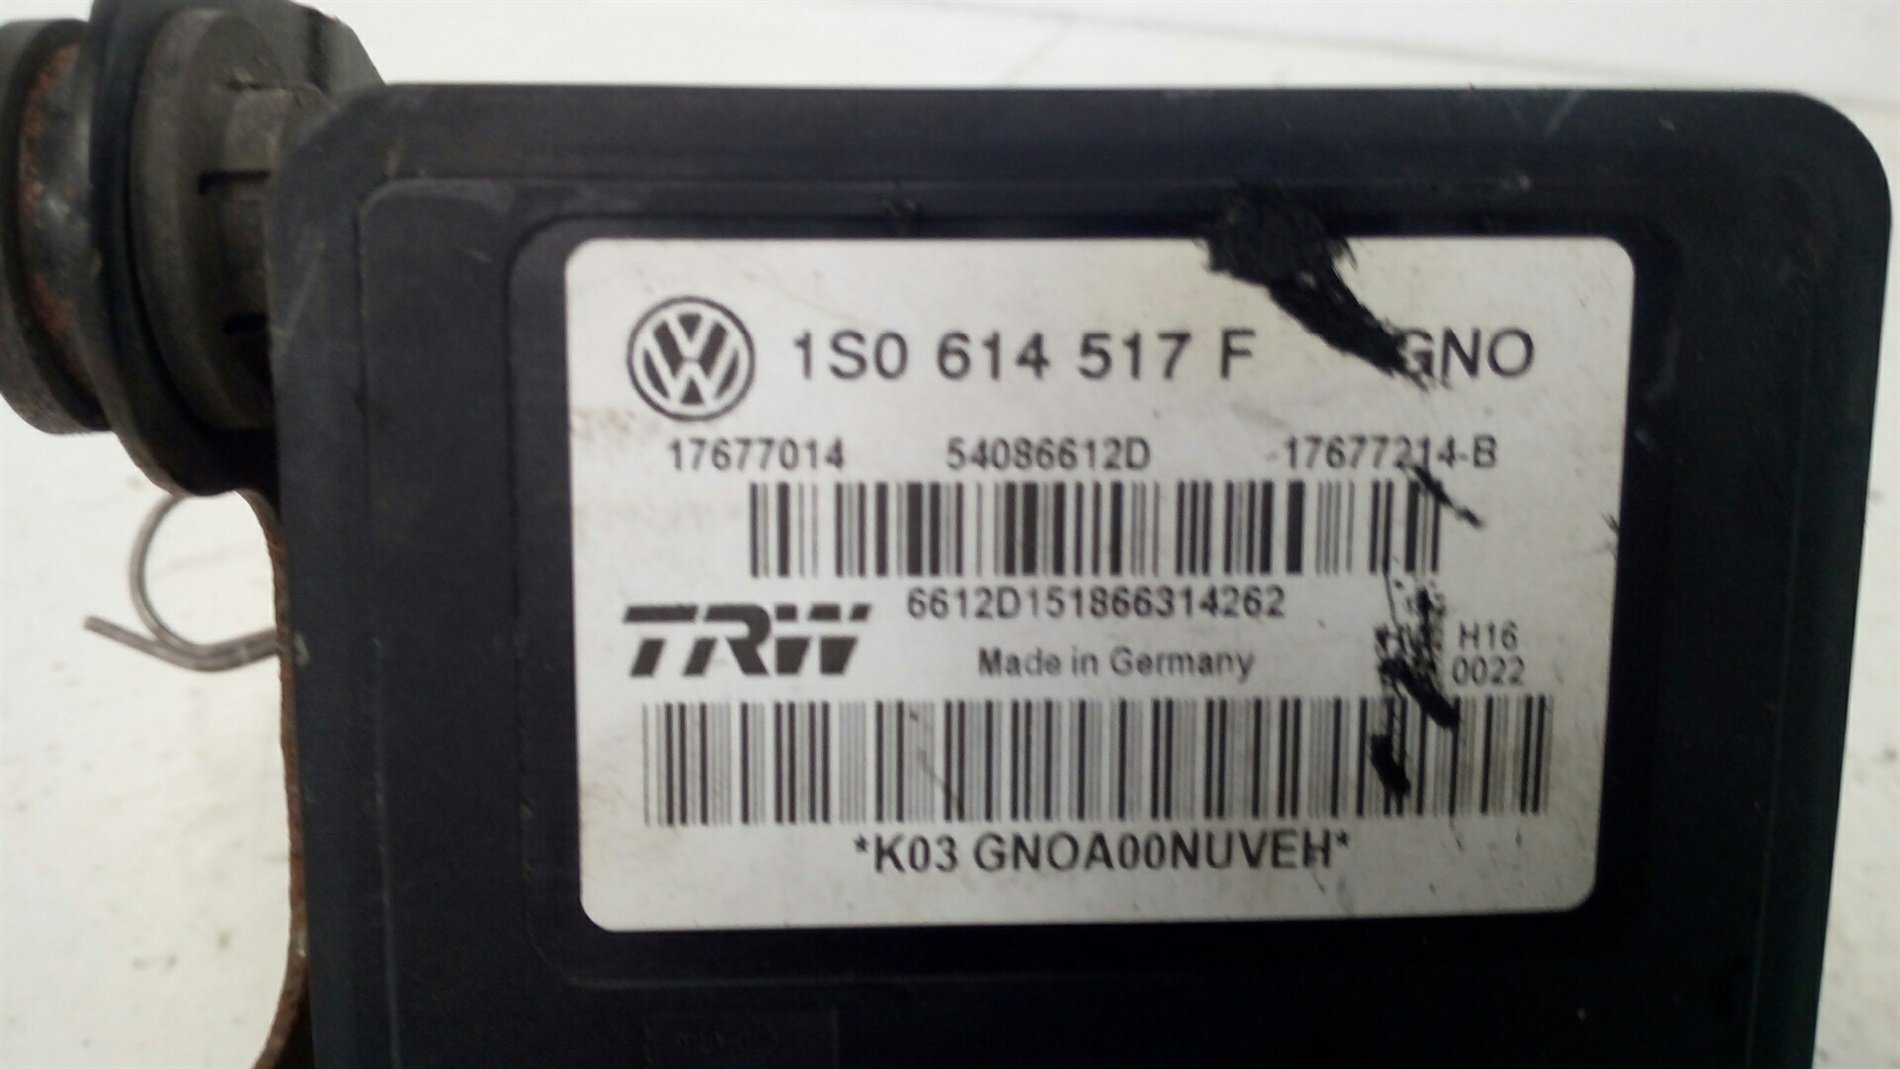 1S0 614 517 F GNO
17677014 54086612D -17677214-B
6612D151866314262
TRW
Made in Germany
H16
0022
*K03 GNOA00NUVEH*